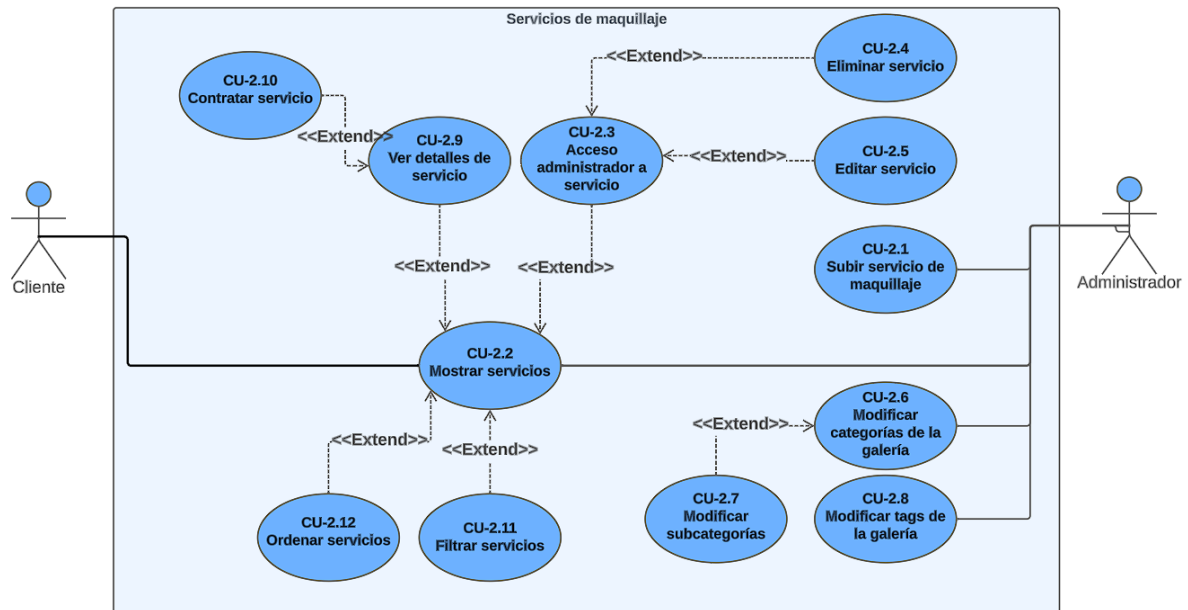 Servicios de maquillaje
<<Extend>>
CU-2.4
Eliminar servicio
CU-2.10
Contratar servicio
<<Extend>>
CU-2.9
Ver detalles de
servicio
CU-2.3
Acceso
administrador a
servicio
<<Extend>>
CU-2.5
Editar servicio
Cliente
<<Extend>>
<<Extend>>
CU-2.1
Subir servicio de
maquillaje
Administrador
CU-2.2
Mostrar servicios
<<Extend>>
<<Extend>>
<<Extend>>
CU-2.6
Modificar
categorías de la
galería
CU-2.12
Ordenar servicios
CU-2.11
Filtrar servicios
CU-2.7
Modificar
subcategorías
CU-2.8
Modificar tags de
la galería